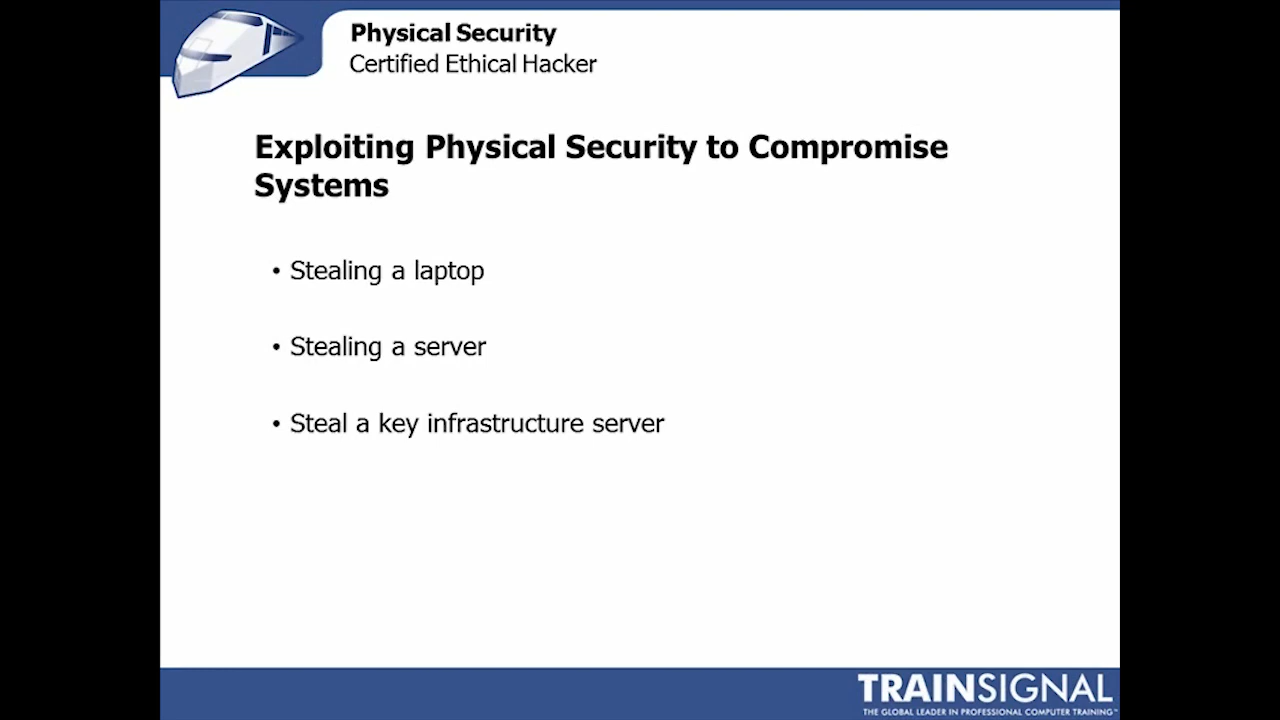 Physical Security
Certified Ethical Hacker
Exploiting Physical Security to Compromise
Systems
• Stealing a laptop
• Stealing a server
• Steal a key infrastructure server
TRAINSIGNAL
THE GLOBAL LEADER IN PROFESSIONAL COMPUTER TRAINING™